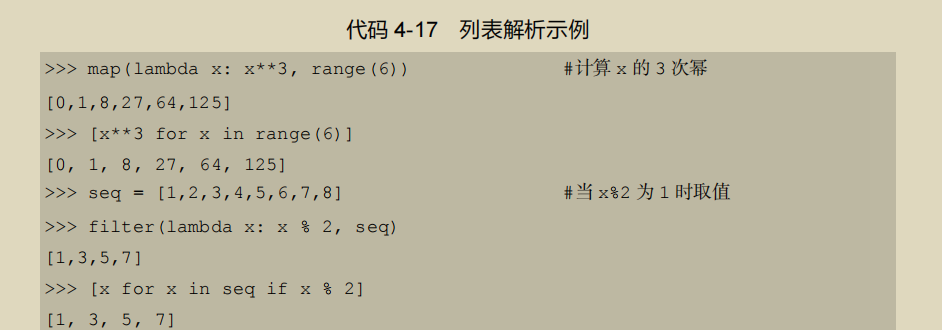 代码 4-17 列表解析示例
>>> map(lambda x: x**3, range(6)) #计算 x 的 3 次幂
[0,1,8,27,64,125]
>>> [x**3 for x in range(6)]
[0, 1, 8, 27, 64, 125]
>>> seq = [1,2,3,4,5,6,7,8] #当 x%2 为 1 时取值
>>> filter(lambda x: x % 2, seq)
[1,3,5,7]
>>> [x for x in seq if x % 2]
[1, 3, 5, 7]